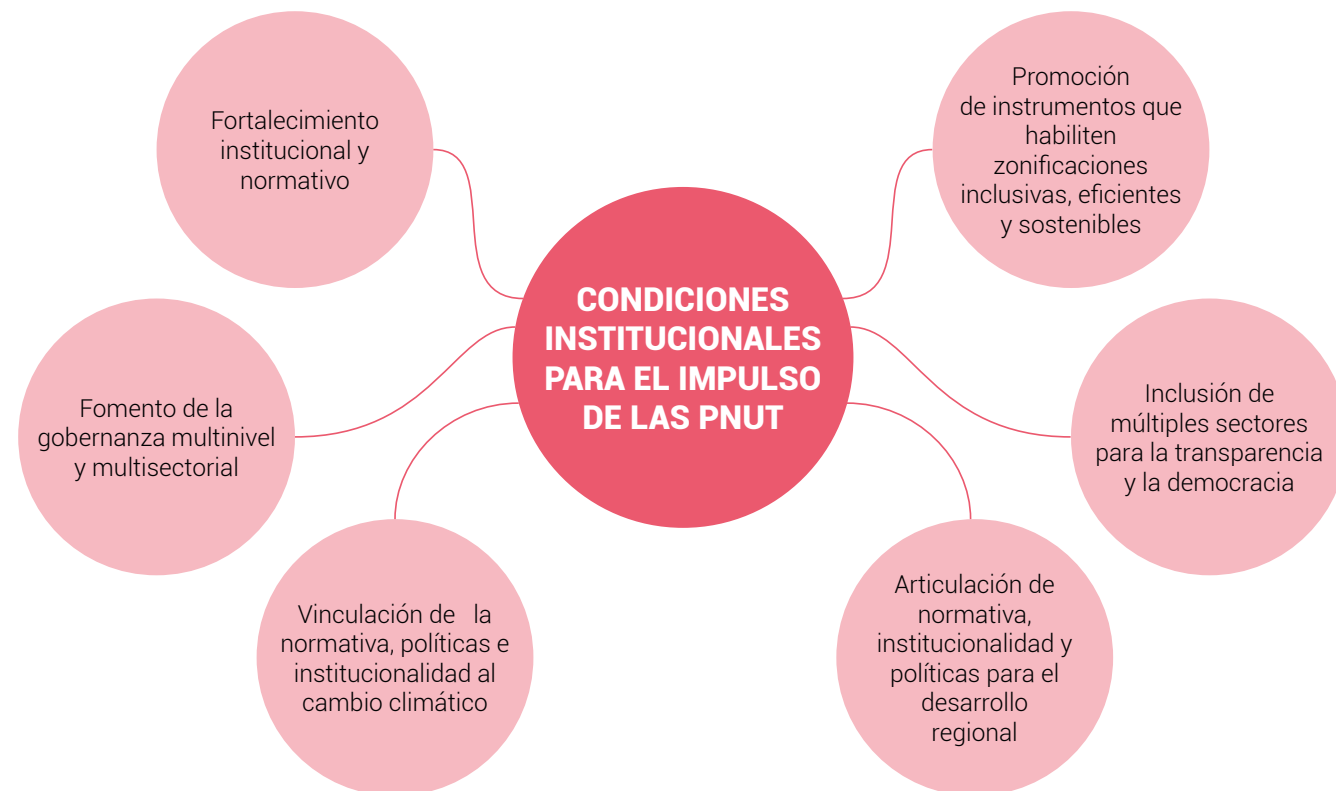 Fortalecimiento
institucional y
normativo
Promoción
de instrumentos que
habiliten
zonificaciones
inclusivas, eficientes
y sostenibles
CONDICIONES
INSTITUCIONALES
PARA EL IMPULSO
DE LAS PNUT
Fomento de la
gobernanza multinivel
y multisectorial
Inclusión de
múltiples sectores
para la transparencia
y la democracia
Vinculación de la
normativa, políticas e
institucionalidad al
cambio climático
Articulación de
normativa,
institucionalidad y
políticas para el
desarrollo
regional